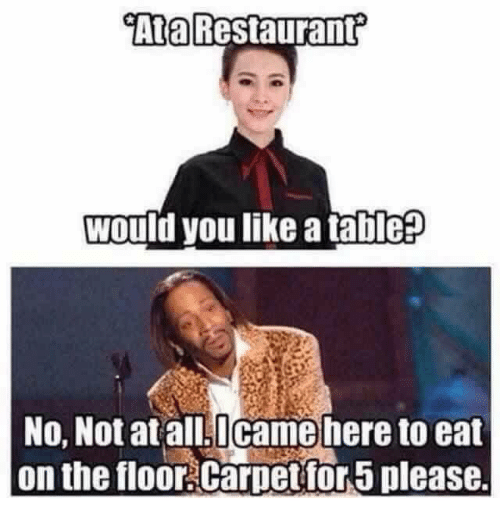 *At a Restaurant*
would you like a table?
No, Not at all. I came here to eat
on the floor. Carpet for 5 please.